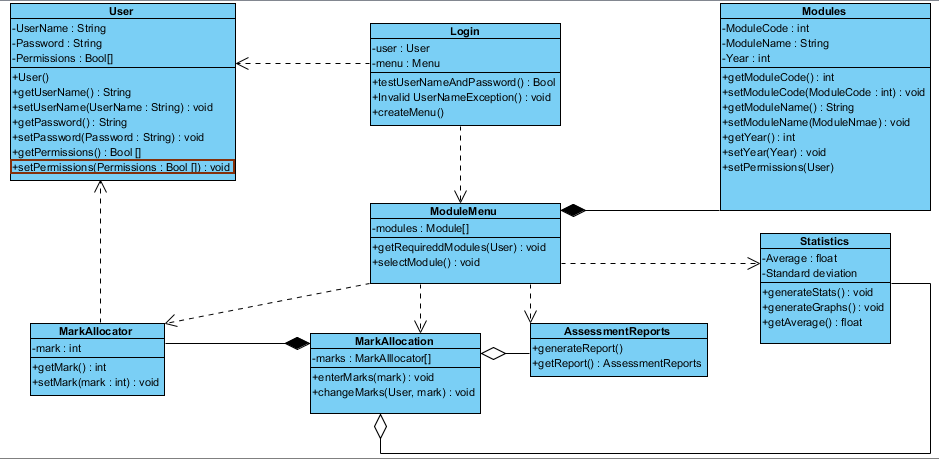 User
-UserName : String
-Password : String
-Permissions : Bool[]
+User()
+getUserName() : String
+setUserName(UserName : String) : void
+getPassword() : String
+setPassword(Password : String) : void
+getPermissions() : Bool []
+setPermissions(Permissions : Bool []) : void
Login
-user : User
-menu : Menu
+testUserNameAndPassword() : Bool
+Invalid UserNameException() : void
+createMenu()
Modules
-ModuleCode : int
-ModuleName : String
-Year : int
+getModuleCode() : int
+setModuleCode(ModuleCode : int) : void
+getModuleName() : String
+setModuleName(ModuleNmae) : void
+getYear() : int
+setYear(Year) : void
+setPermissions(User)
ModuleMenu
-modules : Module[]
+getRequireddModules(User) : void
+selectModule() : void
Statistics
-Average : float
-Standard deviation
+generateStats() : void
+generateGraphs() : void
+getAverage() : float
MarkAllocator
-mark : int
+getMark() : int
+setMark(mark : int) : void
MarkAllocation
-marks : MarkAlllocator[]
+enterMarks(mark) : void
+changeMarks(User, mark) : void
AssessmentReports
+generateReport()
+getReport() : AssessmentReports